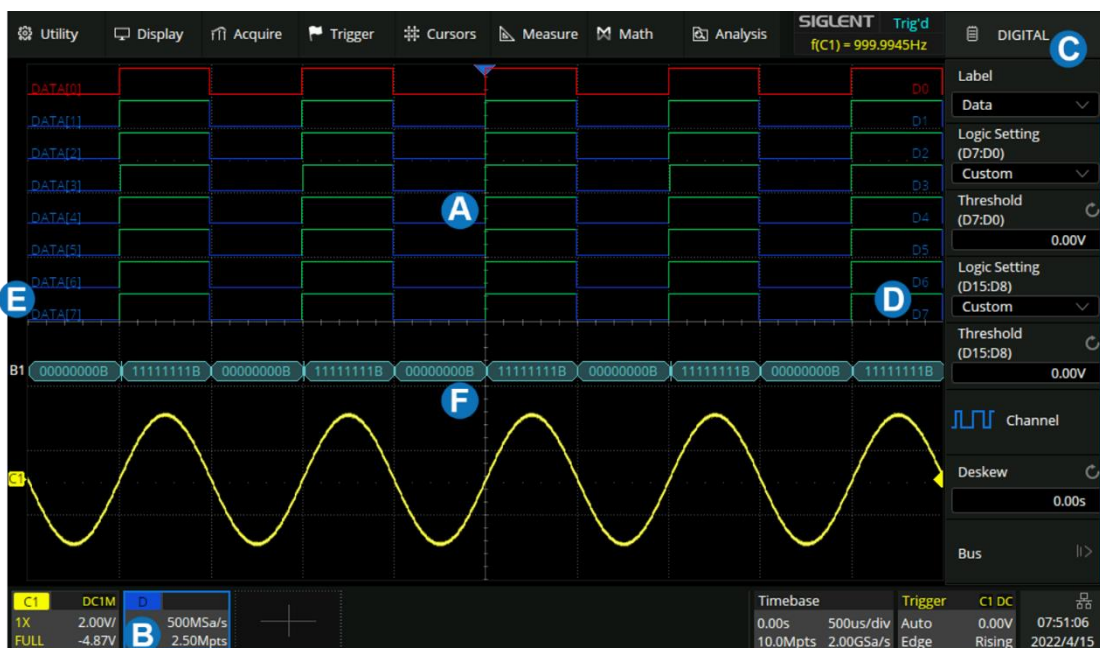 Utility Display Acquire Trigger Cursors Measure Math Analysis
SIGLENT Trig'd
f(C1) = 999.9945Hz
DIGITAL
C
Label
Data
Logic Setting
(D7:D0)
Custom
Threshold
(D7:D0)
0.00V
Logic Setting
(D15:D8)
Custom
Threshold
(D15:D8)
0.00V
Channel
Deskew
0.00s
Bus
DATA[0] D0
DATA[1] D1
DATA[2] D2
DATA[3] D3
A
DATA[4] D4
DATA[5] D5
DATA[6] D6
E D
DATA[7] D7
B1 00000000B 11111111B 00000000B 11111111B 00000000B 11111111B 00000000B 11111111B 00000000B 11111111B
F
C1
C1 DC1M
1X 2.00V/
FULL -4.87V
D
500MSa/s
B 2.50Mpts
Timebase
0.00s 500us/div
10.0Mpts 2.00GSa/s
Trigger C1 DC
Auto 0.00V
Edge Rising
07:51:06
2022/4/15